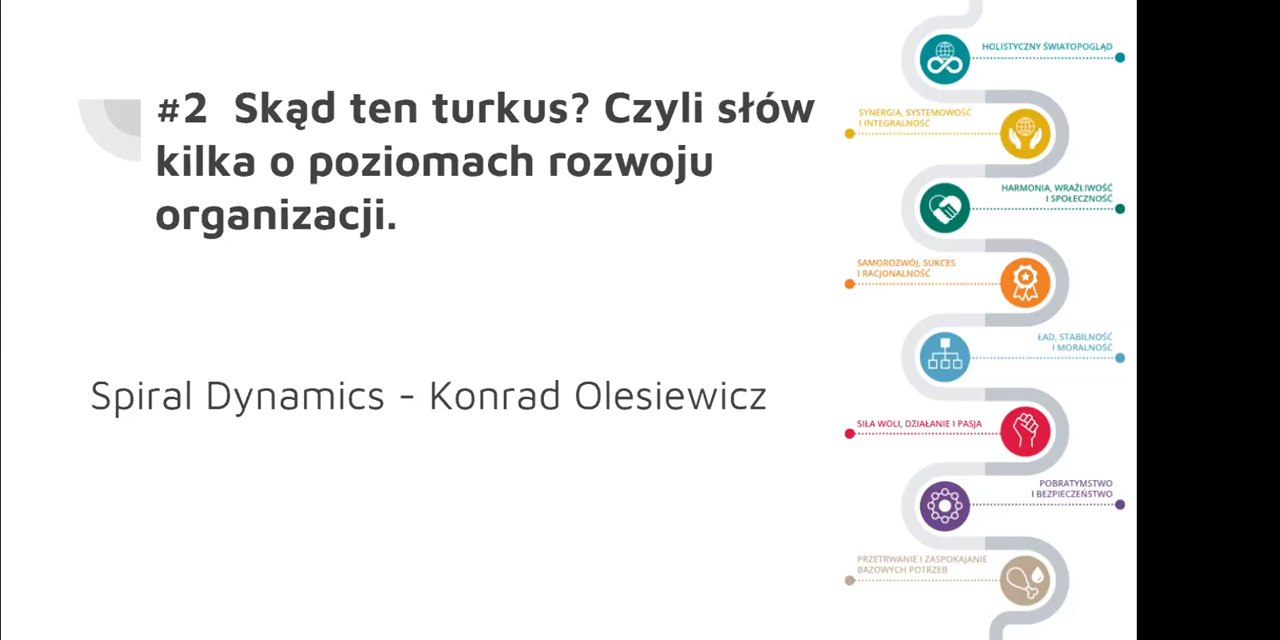 #2 Skąd ten turkus? Czyli słów
kilka o poziomach rozwoju
organizacji.
Spiral Dynamics - Konrad Olesiewicz
HOLISTYCZNY ŚWIATOPOGLĄD
SYNERGIA, SYSTEMOWOŚĆ
I INTEGRALNOŚĆ
HARMONIA, WRAŻLIWOŚĆ
I SPOŁECZNOŚĆ
SAMOROZWÓJ, SUKCES
I RACJONALNOŚĆ
ŁAD, STABILNOŚĆ
I MORALNOŚĆ
SIŁA WOLI, DZIAŁANIE I PASJA
POBRATYMSTWO
I BEZPIECZEŃSTWO
PRZETRWANIE I ZASPOKAJANIE
BAZOWYCH POTRZEB